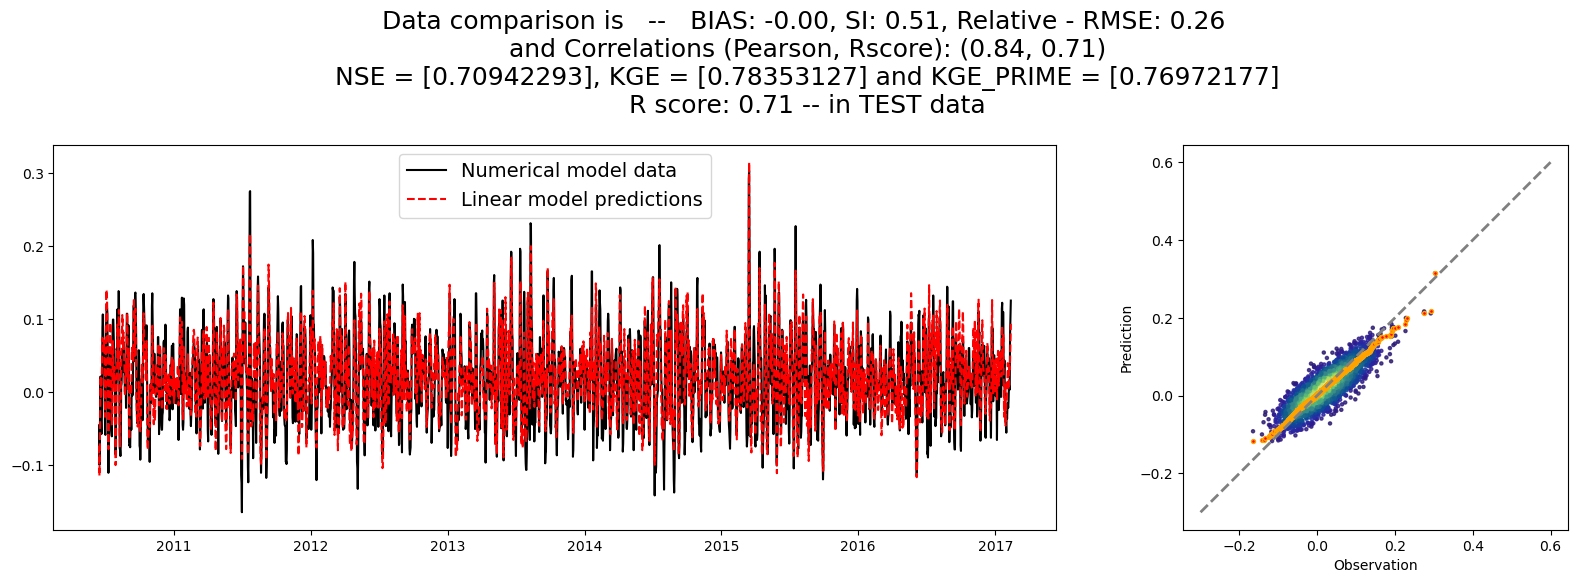 Data comparison is   --   BIAS: -0.00, SI: 0.51, Relative - RMSE: 0.26
and Correlations (Pearson, Rscore): (0.84, 0.71)
NSE = [0.70942293], KGE = [0.78353127] and KGE_PRIME = [0.76972177]
R score: 0.71 -- in TEST data
Numerical model data
Linear model predictions
0.3
0.2
0.1
0.0
−0.1
2011 2012 2013 2014 2015 2016 2017
Prediction
0.6
0.4
0.2
0.0
−0.2
−0.2 0.0 0.2 0.4 0.6
Observation